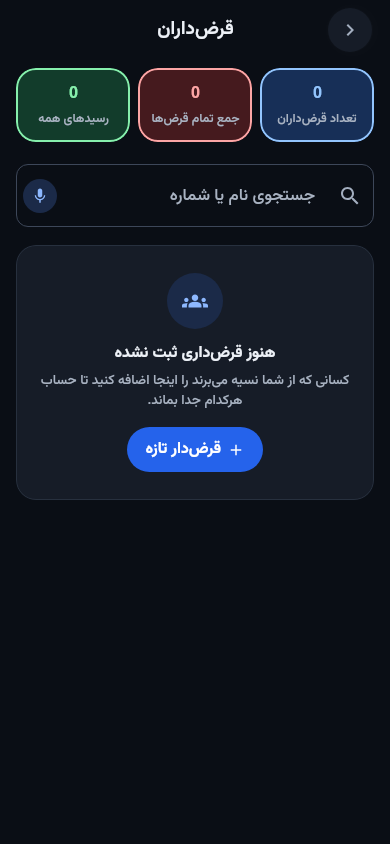 قرض‌داران
0
تعداد قرض‌داران
0
جمع تمام قرض‌ها
0
رسیدهای همه
جستجوی نام یا شماره
هنوز قرض‌داری ثبت نشده
کسانی که از شما نسیه می‌برند را اینجا اضافه کنید تا حساب
هرکدام جدا بماند.
+ قرض‌دار تازه